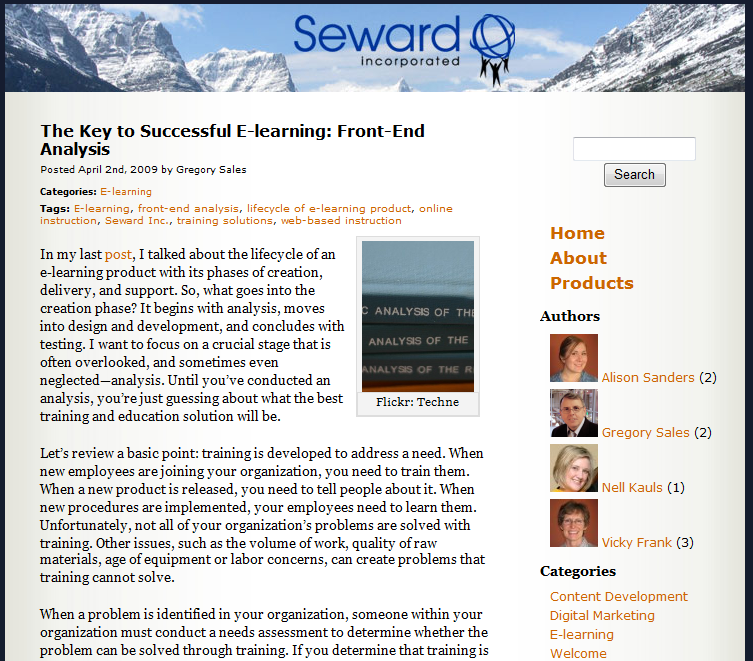 Seward
incorporated
The Key to Successful E-learning: Front-End
Analysis
Posted April 2nd, 2009 by Gregory Sales
Categories: E-learning
Tags: E-learning, front-end analysis, lifecycle of e-learning product, online
instruction, Seward Inc., training solutions, web-based instruction
In my last post, I talked about the lifecycle of an
e-learning product with its phases of creation,
delivery, and support. So, what goes into the
creation phase? It begins with analysis, moves
into design and development, and concludes with
testing. I want to focus on a crucial stage that is
often overlooked, and sometimes even
neglected—analysis. Until you’ve conducted an
analysis, you’re just guessing about what the best
training and education solution will be.
C ANALYSIS OF THE
ANALYSIS OF THE
ANALYSIS OF THE R
Flickr: Techne
Let’s review a basic point: training is developed to address a need. When
new employees are joining your organization, you need to train them.
When a new product is released, you need to tell people about it. When
new procedures are implemented, your employees need to learn them.
Unfortunately, not all of your organization’s problems are solved with
training. Other issues, such as the volume of work, quality of raw
materials, age of equipment or labor concerns, can create problems that
training cannot solve.
When a problem is identified in your organization, someone within your
organization must conduct a needs assessment to determine whether the
problem can be solved through training. If you determine that training is
Search
Home
About
Products
Authors
Alison Sanders (2)
Gregory Sales (2)
Nell Kauls (1)
Vicky Frank (3)
Categories
Content Development
Digital Marketing
E-learning
Welcome